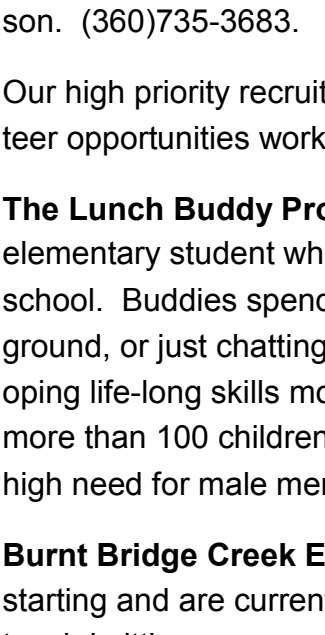 son. (360)735-3683.
Our high priority recruit
teer opportunities work
The Lunch Buddy Pro
elementary student wh
school. Buddies spend
ground, or just chatting
oping life-long skills mo
more than 100 children
high need for male me
Burnt Bridge Creek E
starting and are current